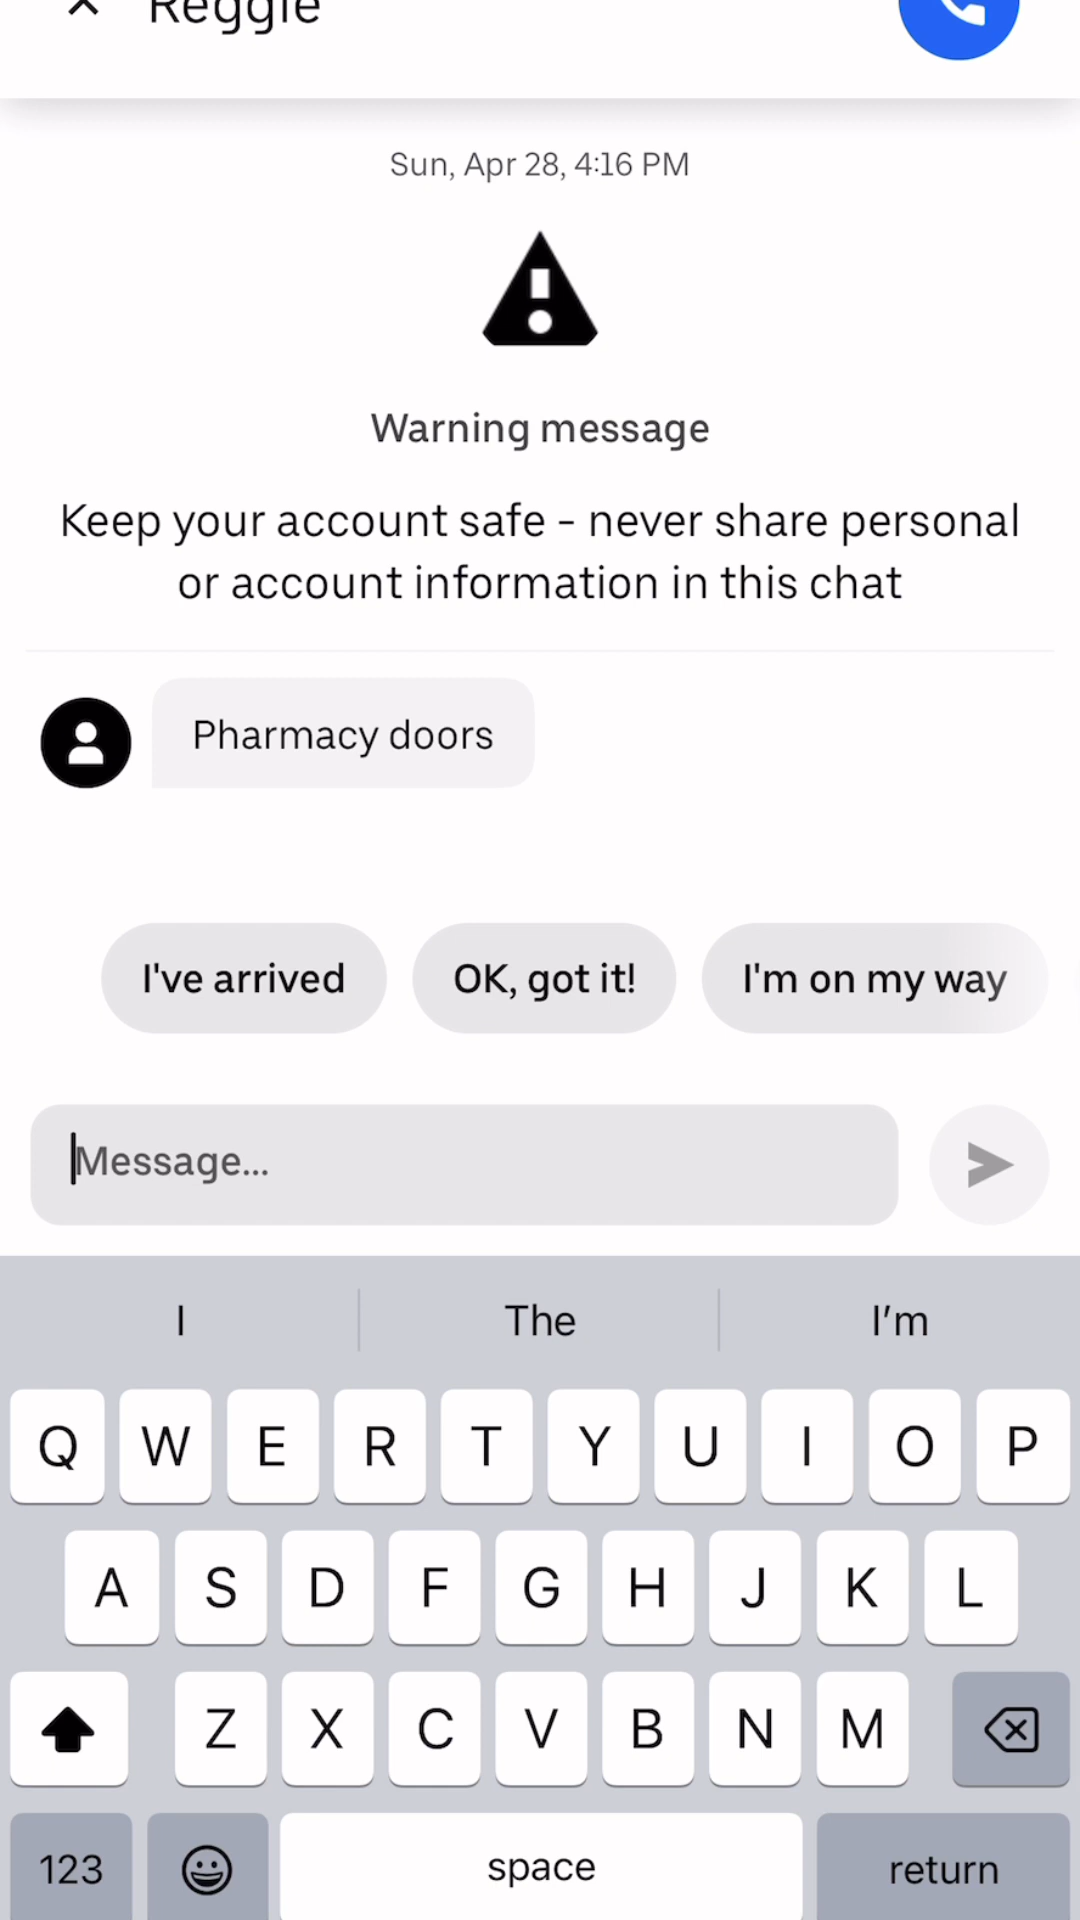 Reggie
Sun, Apr 28, 4:16 PM
Warning message
Keep your account safe - never share personal
or account information in this chat
Pharmacy doors
I've arrived
OK, got it!
I'm on my way
Message...
I
The
I'm
Q W E R T Y U I O P
A S D F G H J K L
Z X C V B N M
123
space
return